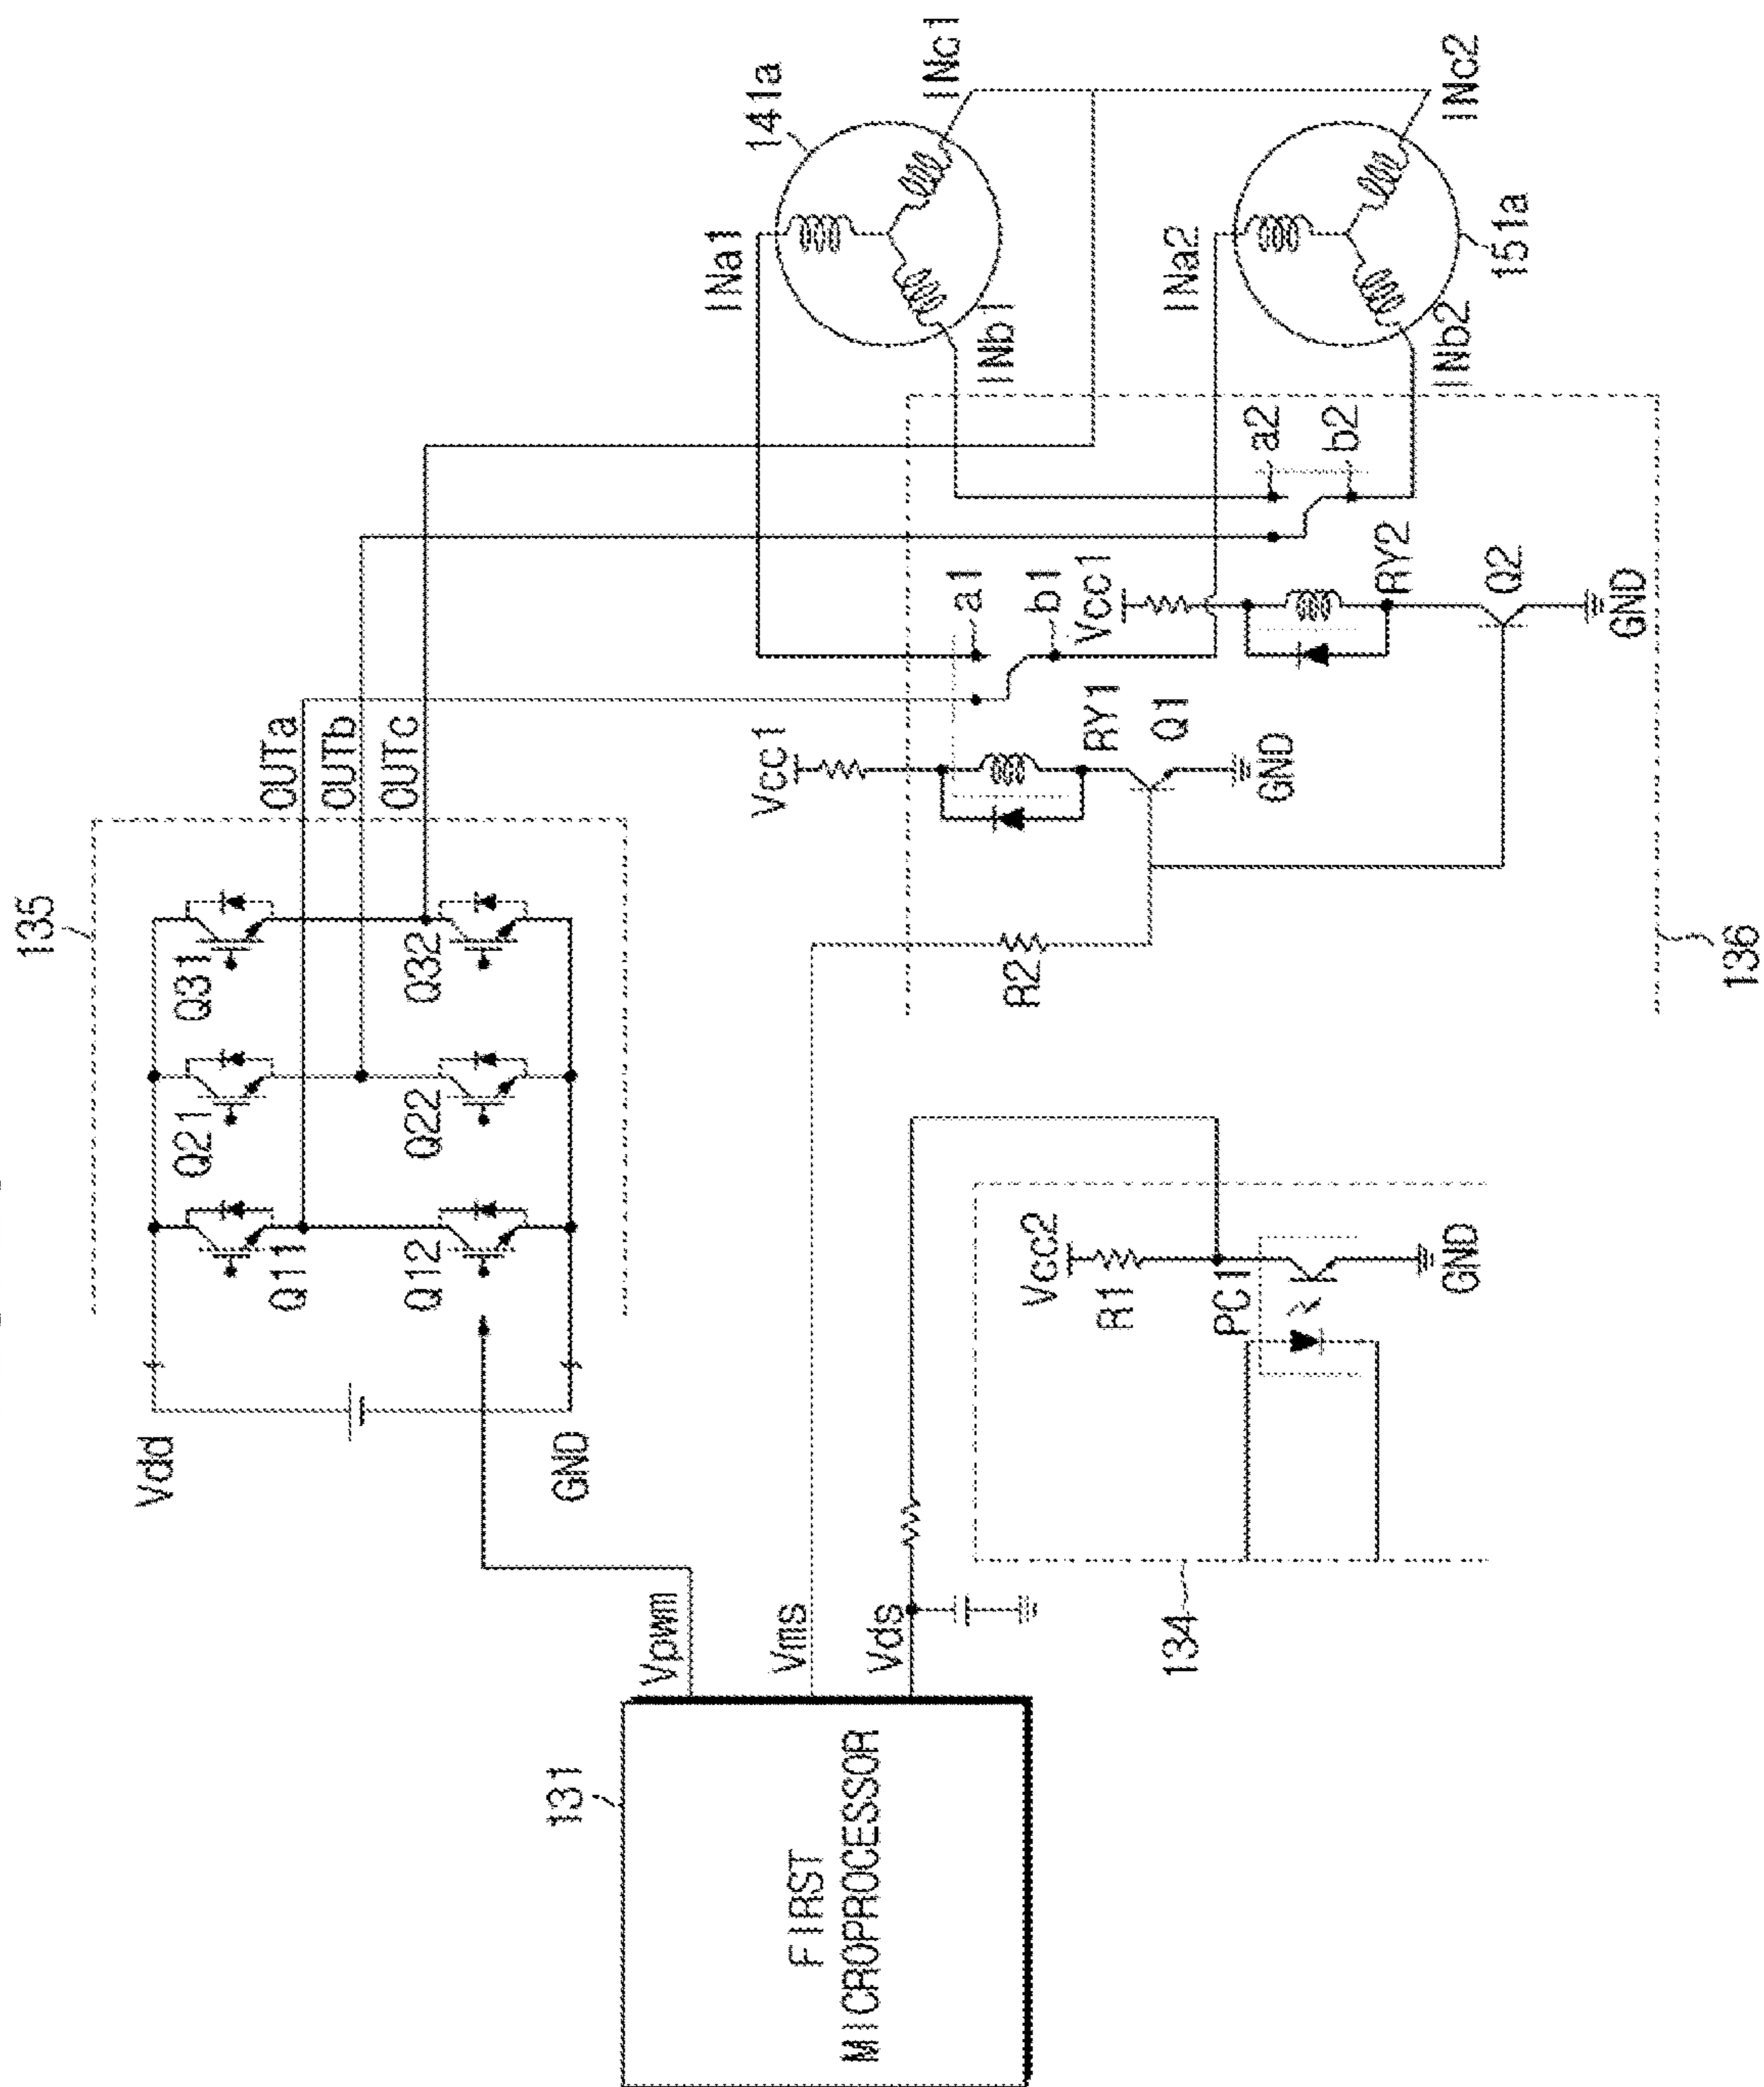 135
Vdd
GND
Q11
Q12
Q21
Q22
Q31
Q32
OUTa
OUTb
OUTc
131
FIRST
MICROPROCESSOR
Vpwm
Vms
Vds
134
Vcc2
R1
PC1
GND
136
R2
Vcc1
RY1
Q1
GND
a1
b1
Vcc1
RY2
Q2
GND
a2
b2
141a
INa1
INb1
INc1
151a
INa2
INb2
INc2